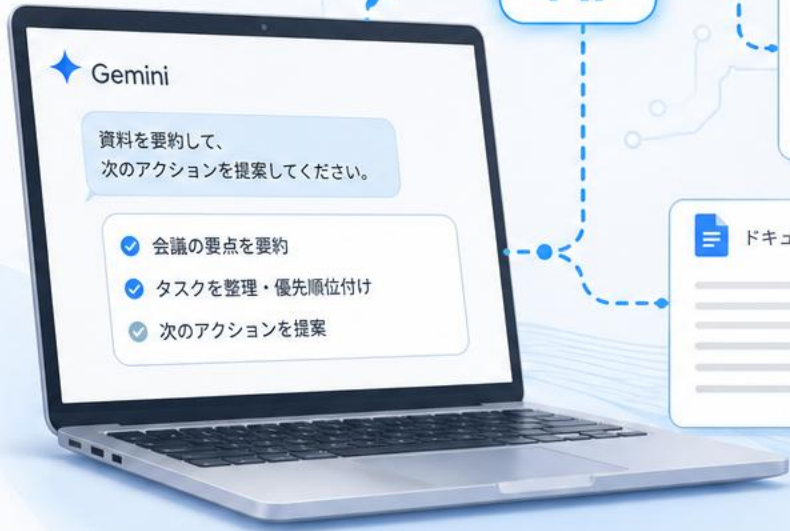 Gemini
資料を要約して、
次のアクションを提案してください。
会議の要点を要約
タスクを整理・優先順位付け
次のアクションを提案
ドキュ